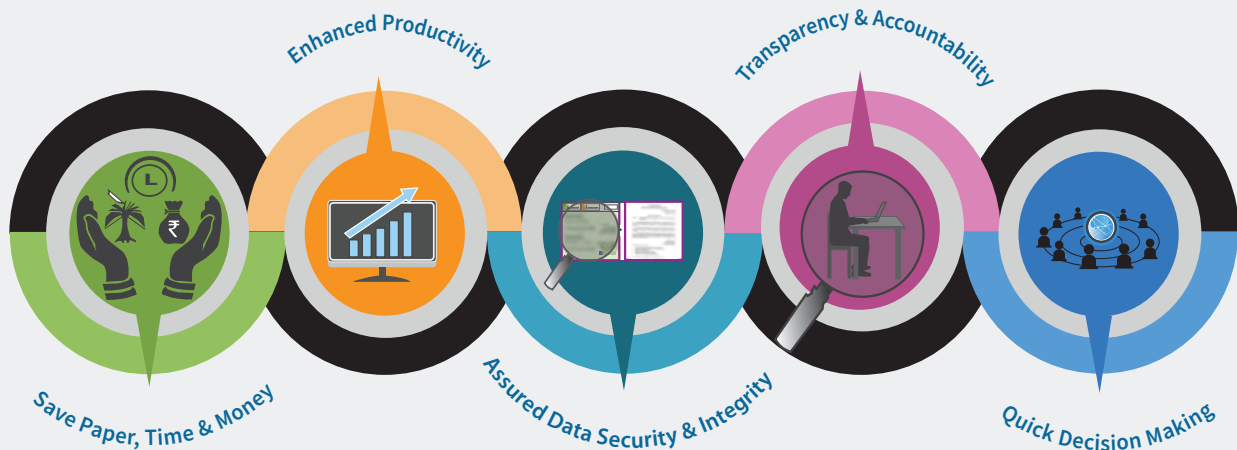 Enhanced Productivity
Transparency & Accountability
L
₹
Save Paper, Time & Money
Assured Data Security & Integrity
Quick Decision Making